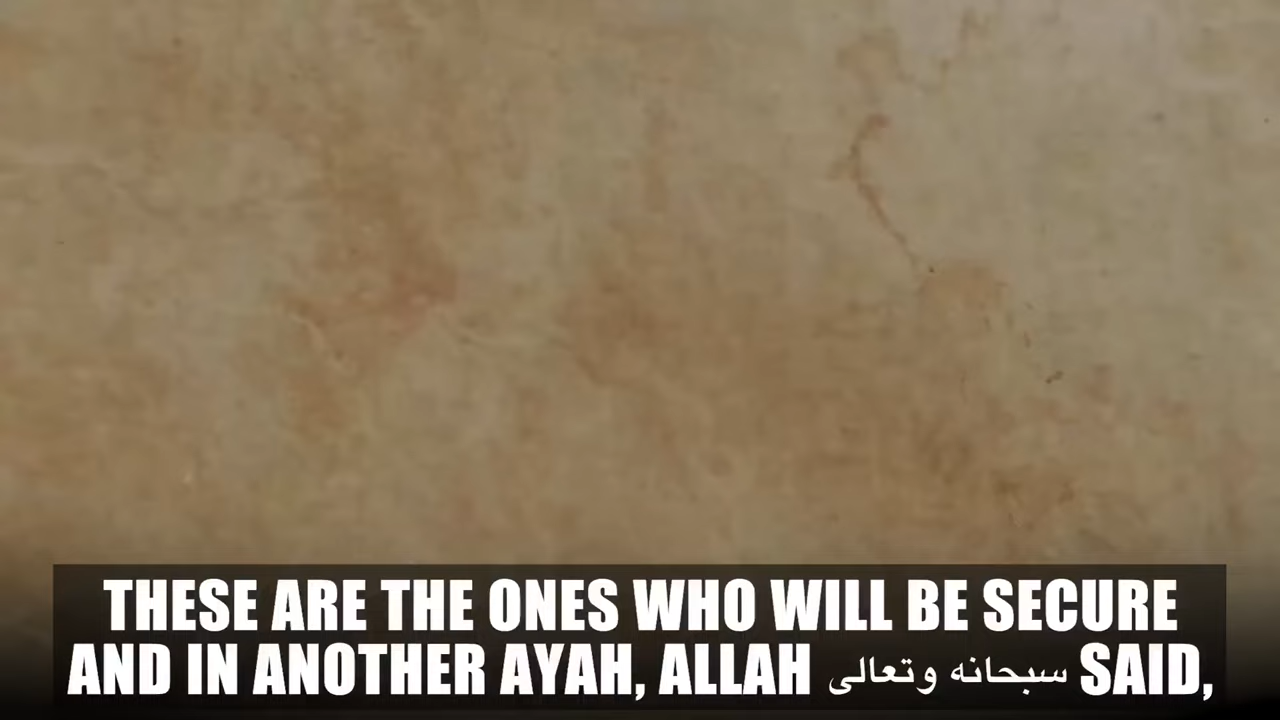 THESE ARE THE ONES WHO WILL BE SECURE
AND IN ANOTHER AYAH, ALLAH سبحانه وتعالى SAID,